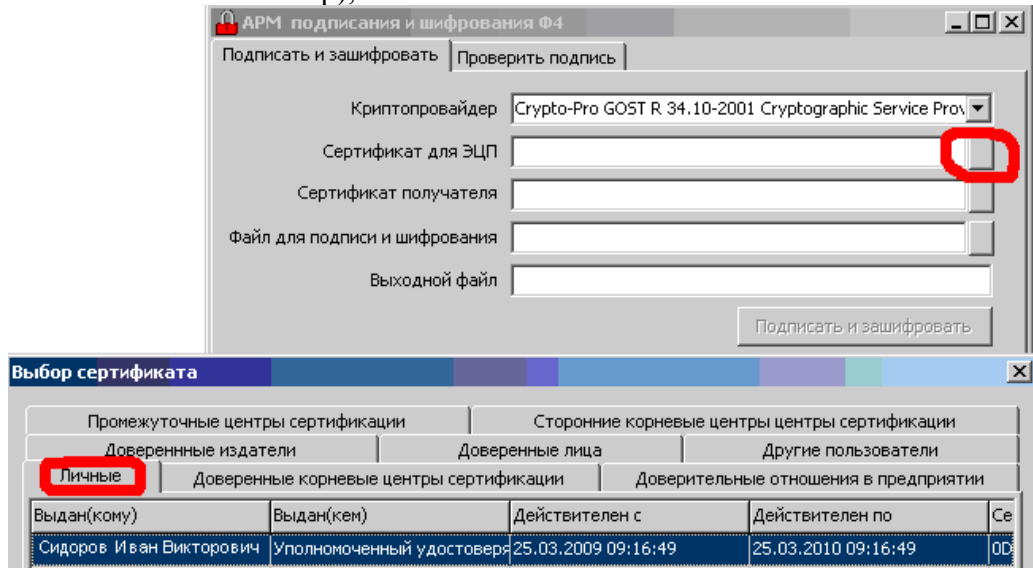 АРМ подписания и шифрования Ф4
Подписать и зашифровать Проверить подпись
Криптопровайдер Crypto-Pro GOST R 34.10-2001 Cryptographic Service Prov
Сертификат для ЭЦП
Сертификат получателя
Файл для подписи и шифрования
Выходной файл
Подписать и зашифровать
Выбор сертификата
Промежуточные центры сертификации Сторонние корневые центры центры сертификации
Довереннные издатели Доверенные лица Другие пользователи
Личные Доверенные корневые центры сертификации Доверительные отношения в предприятии
Выдан(кому) Выдан(кем) Действителен с Действителен по Се
Сидоров Иван Викторович Уполномоченный удостоверя 25.03.2009 09:16:49 25.03.2010 09:16:49 0D